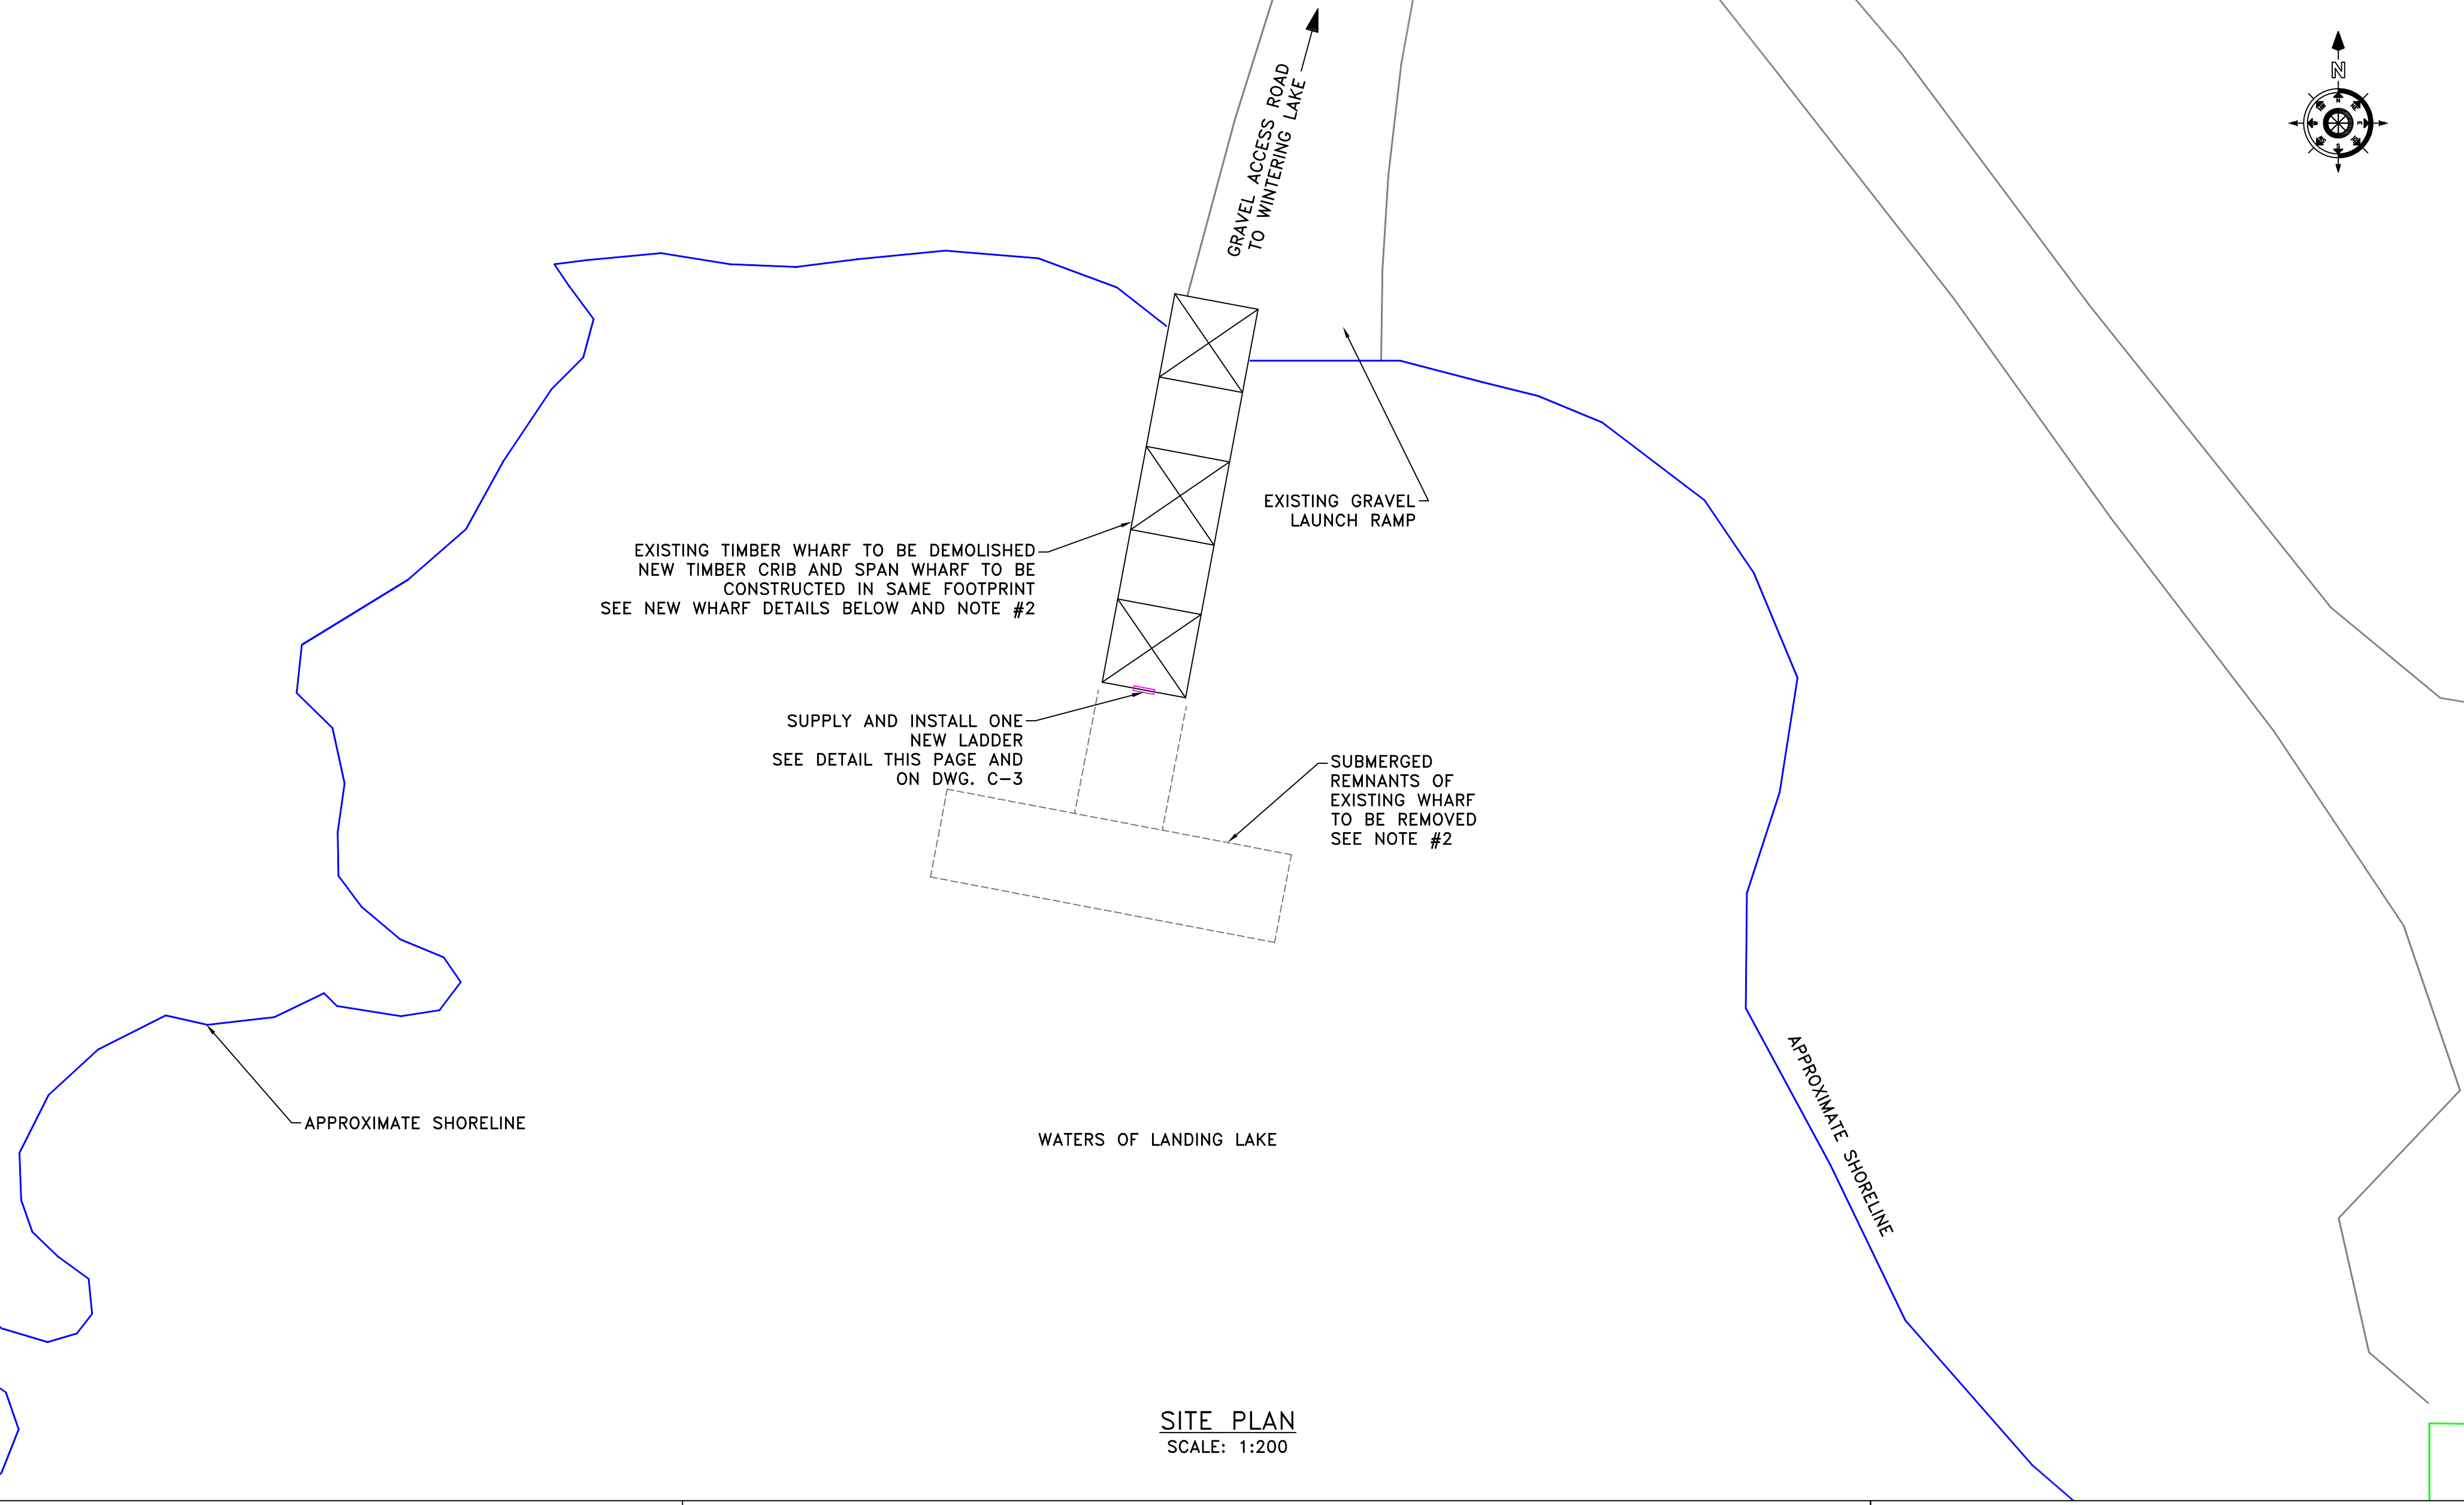 GRAVEL ACCESS ROAD
TO WINTERING LAKE
N
N
E
S
EXISTING GRAVEL
LAUNCH RAMP
EXISTING TIMBER WHARF TO BE DEMOLISHED
NEW TIMBER CRIB AND SPAN WHARF TO BE
CONSTRUCTED IN SAME FOOTPRINT
SEE NEW WHARF DETAILS BELOW AND NOTE #2
SUPPLY AND INSTALL ONE
NEW LADDER
SEE DETAIL THIS PAGE AND
ON DWG. C-3
SUBMERGED
REMNANTS OF
EXISTING WHARF
TO BE REMOVED
SEE NOTE #2
APPROXIMATE SHORELINE
APPROXIMATE SHORELINE
WATERS OF LANDING LAKE
SITE PLAN
SCALE: 1:200